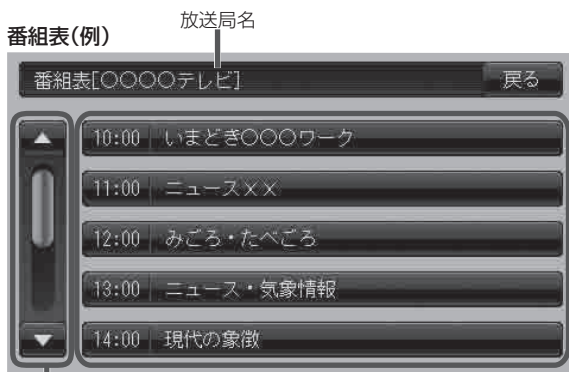 放送局名
番組表(例)
番組表[○○○○テレビ]
戻る
10:00 いまどき○○○ワーク
11:00 ニュース××
12:00 みごろ・たべごろ
13:00 ニュース・気象情報
14:00 現代の象徴